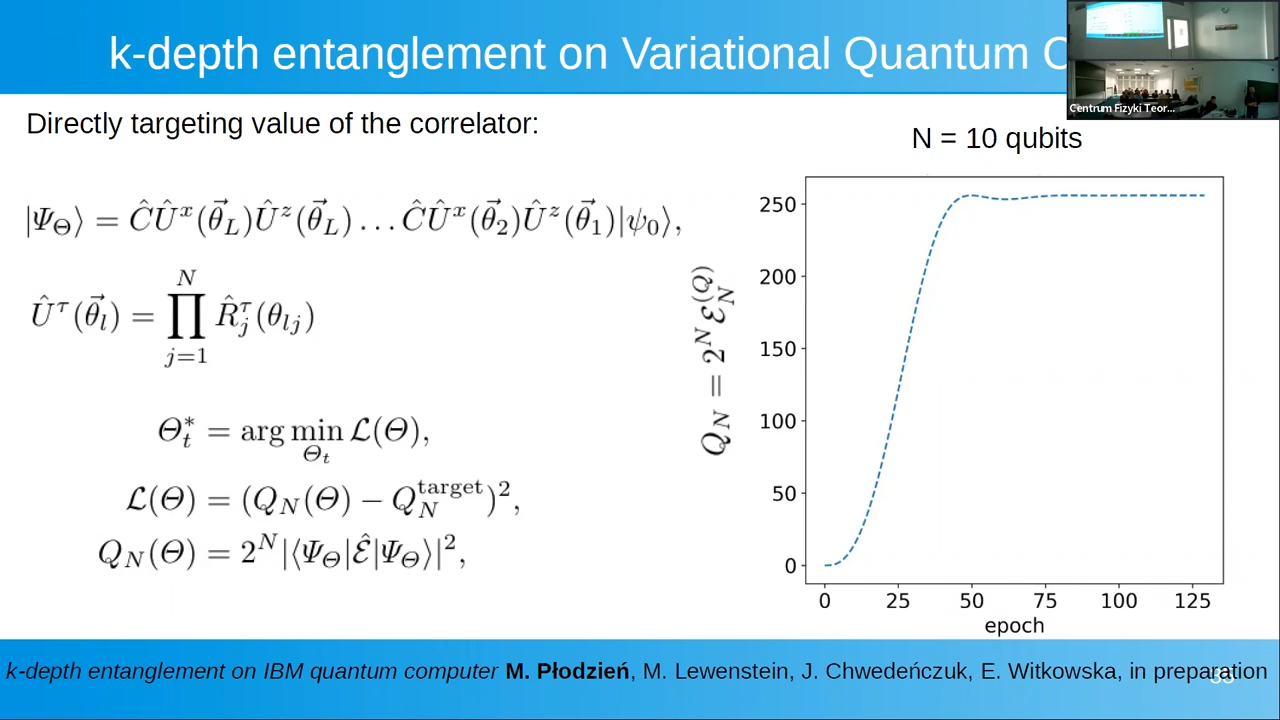 k-depth entanglement on Variational Quantum C
Centrum Fizyki Teor...
Directly targeting value of the correlator:
N = 10 qubits
|Ψ_Θ⟩ = ĈÛ^x(θ⃗_L)Û^z(θ⃗_L)…ĈÛ^x(θ⃗_2)Û^z(θ⃗_1)|ψ_0⟩,
Û^τ(θ⃗_l) = ∏_{j=1}^{N} R̂_j^τ(θ_{lj})
Θ_t^* = arg min_{Θ_t} ℒ(Θ),
ℒ(Θ) = (Q_N(Θ) − Q_N^{target})^2,
Q_N(Θ) = 2^N|⟨Ψ_Θ|ℰ̂|Ψ_Θ⟩|^2,
Q_N = 2^N ℰ_N^{(Q)}
250
200
150
100
50
0
0 25 50 75 100 125
epoch
k-depth entanglement on IBM quantum computer M. Płodzień, M. Lewenstein, J. Chwedeńczuk, E. Witkowska, in preparation